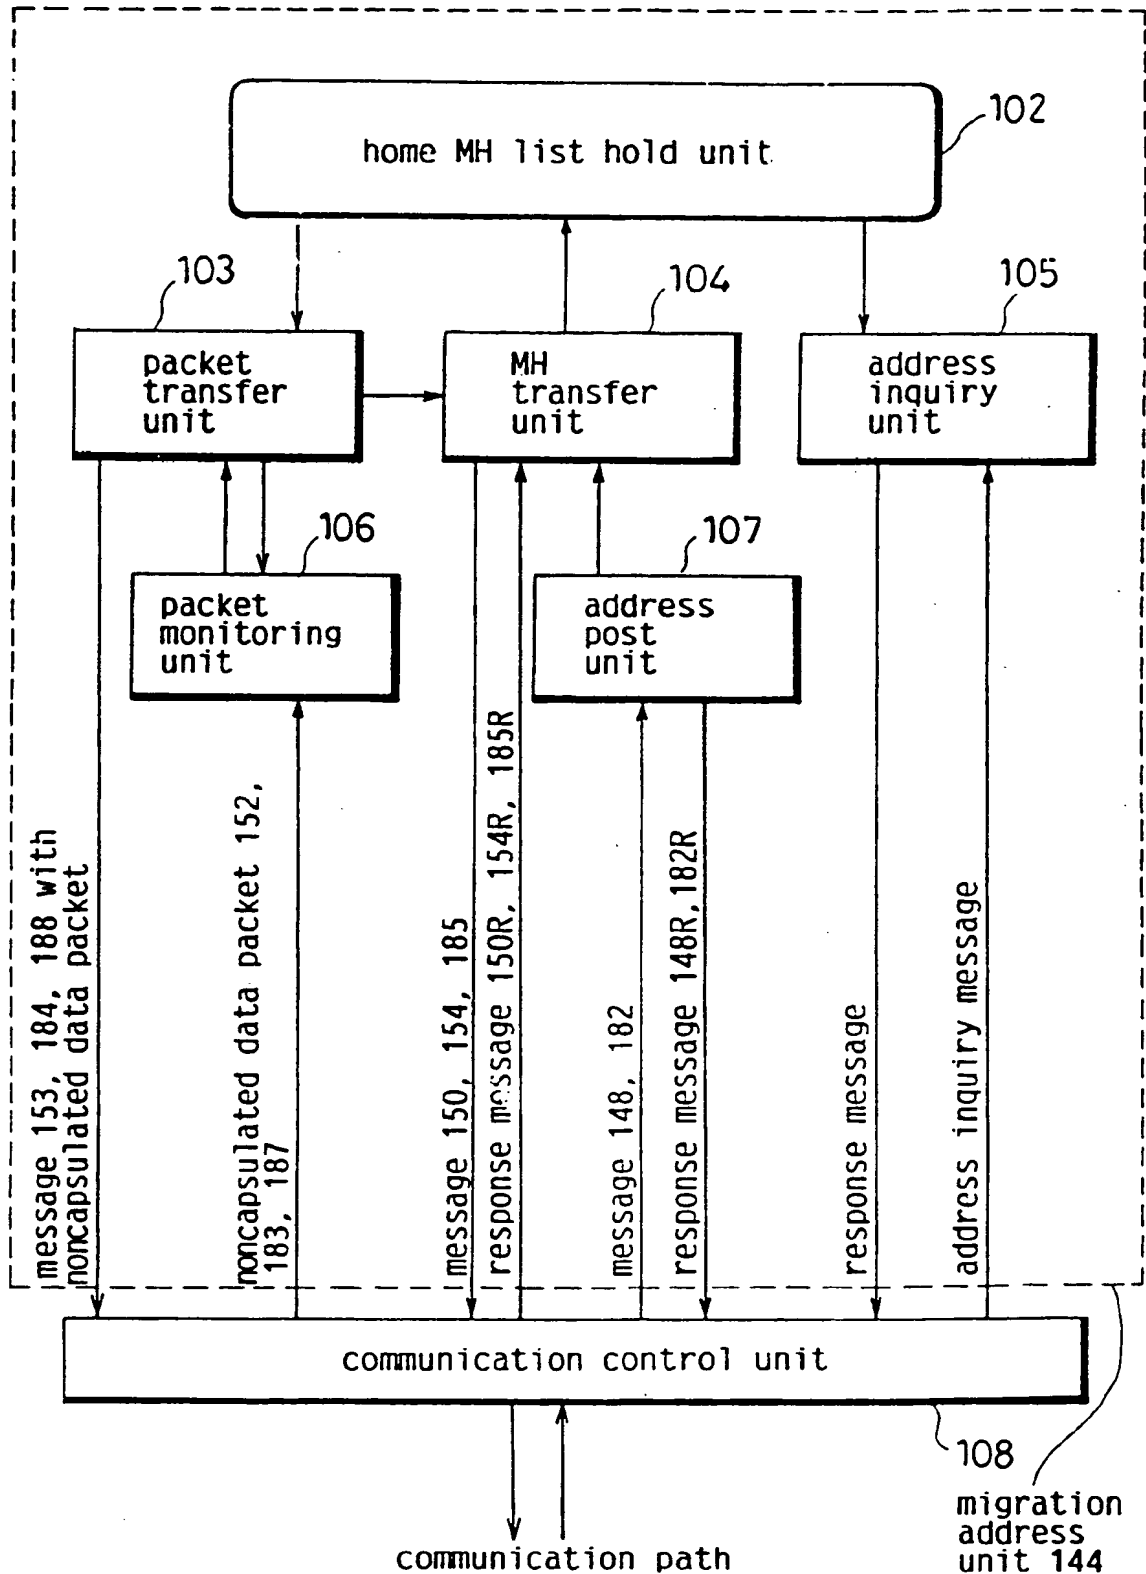 102
home MH list hold unit
103
104
105
packet
transfer
unit
MH
transfer
unit
address
inquiry
unit
106
107
packet
monitoring
unit
address
post
unit
message 153, 184, 188 with
noncapsulated data packet
noncapsulated data packet 152,
183, 187
message 150, 154, 185
response message 150R, 154R, 185R
message 148, 182
response message 148R,182R
response message
address inquiry message
communication control unit
108
migration
address
unit 144
communication path